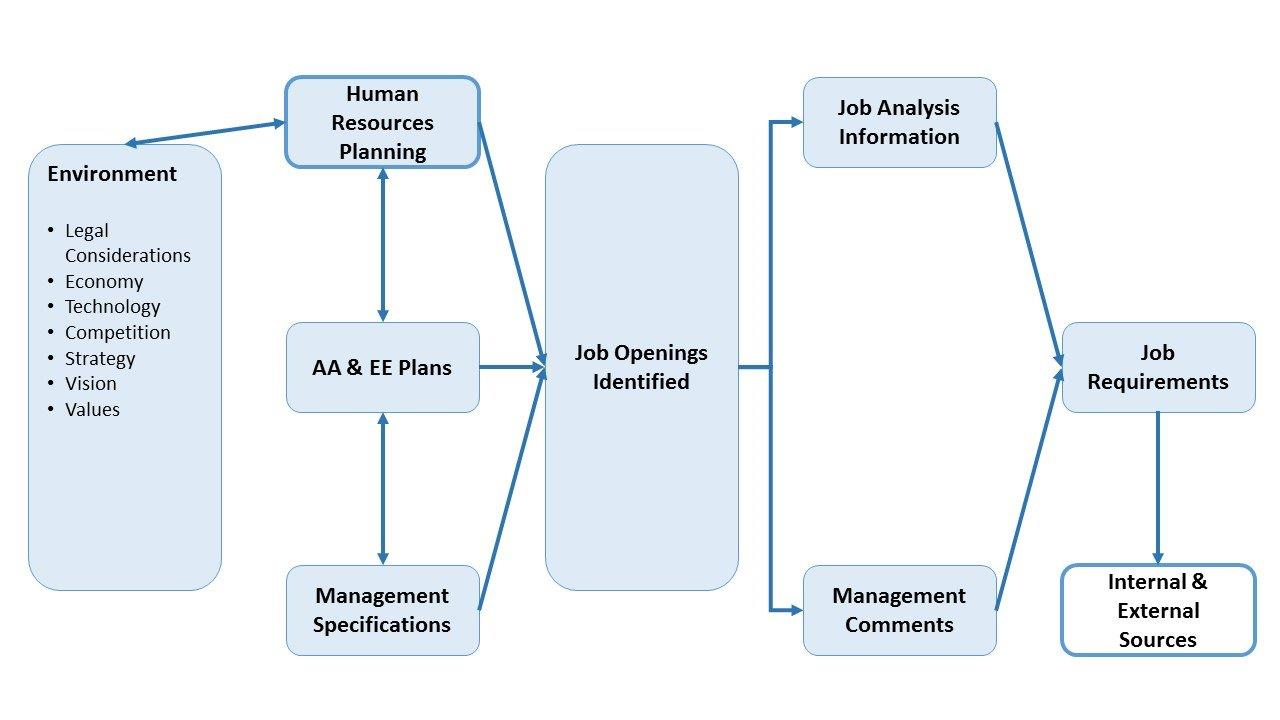 Human
Resources
Planning
Environment
• Legal
Considerations
• Economy
• Technology
• Competition
• Strategy
• Vision
• Values
AA & EE Plans
Management
Specifications
Job Openings
Identified
Job Analysis
Information
Management
Comments
Job
Requirements
Internal &
External
Sources